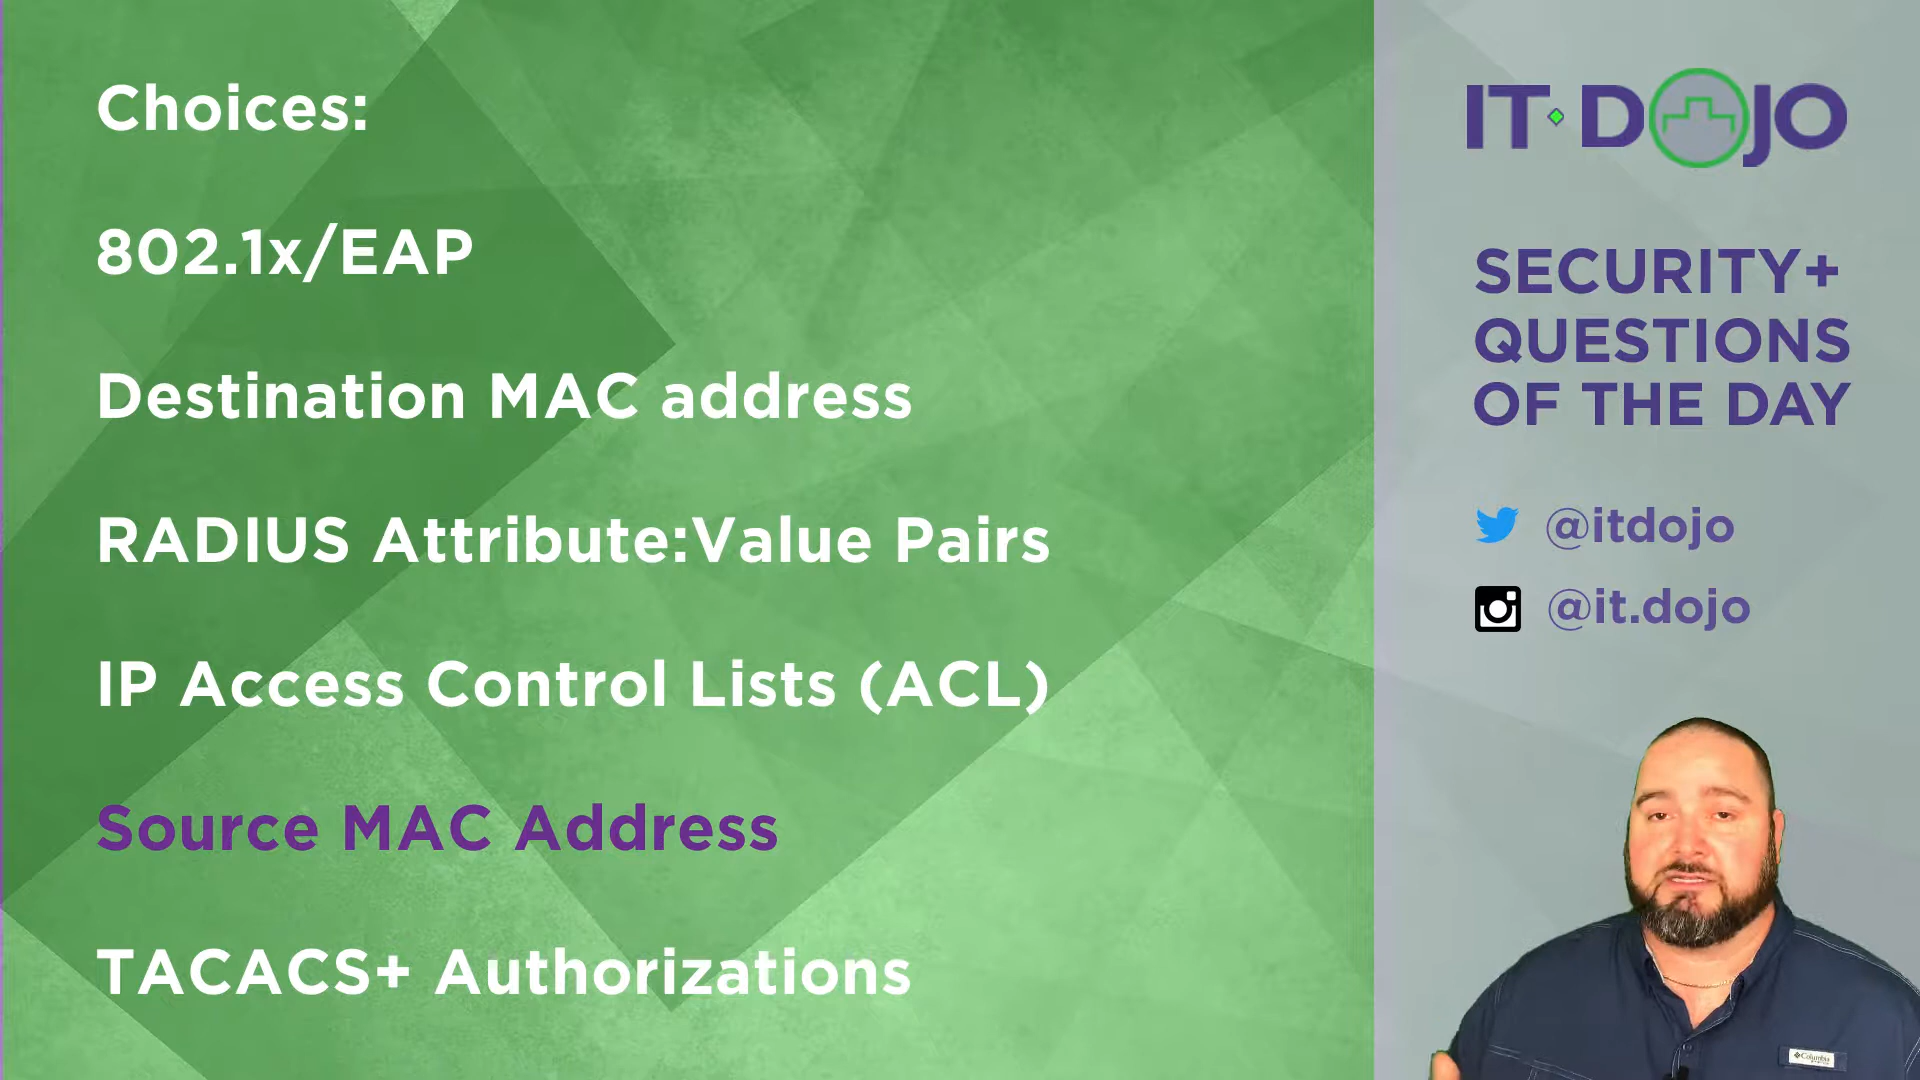 Choices:
802.1x/EAP
Destination MAC address
RADIUS Attribute:Value Pairs
IP Access Control Lists (ACL)
Source MAC Address
TACACS+ Authorizations
IT DOJO
SECURITY+
QUESTIONS
OF THE DAY
@itdojo
@it.dojo
Columbia